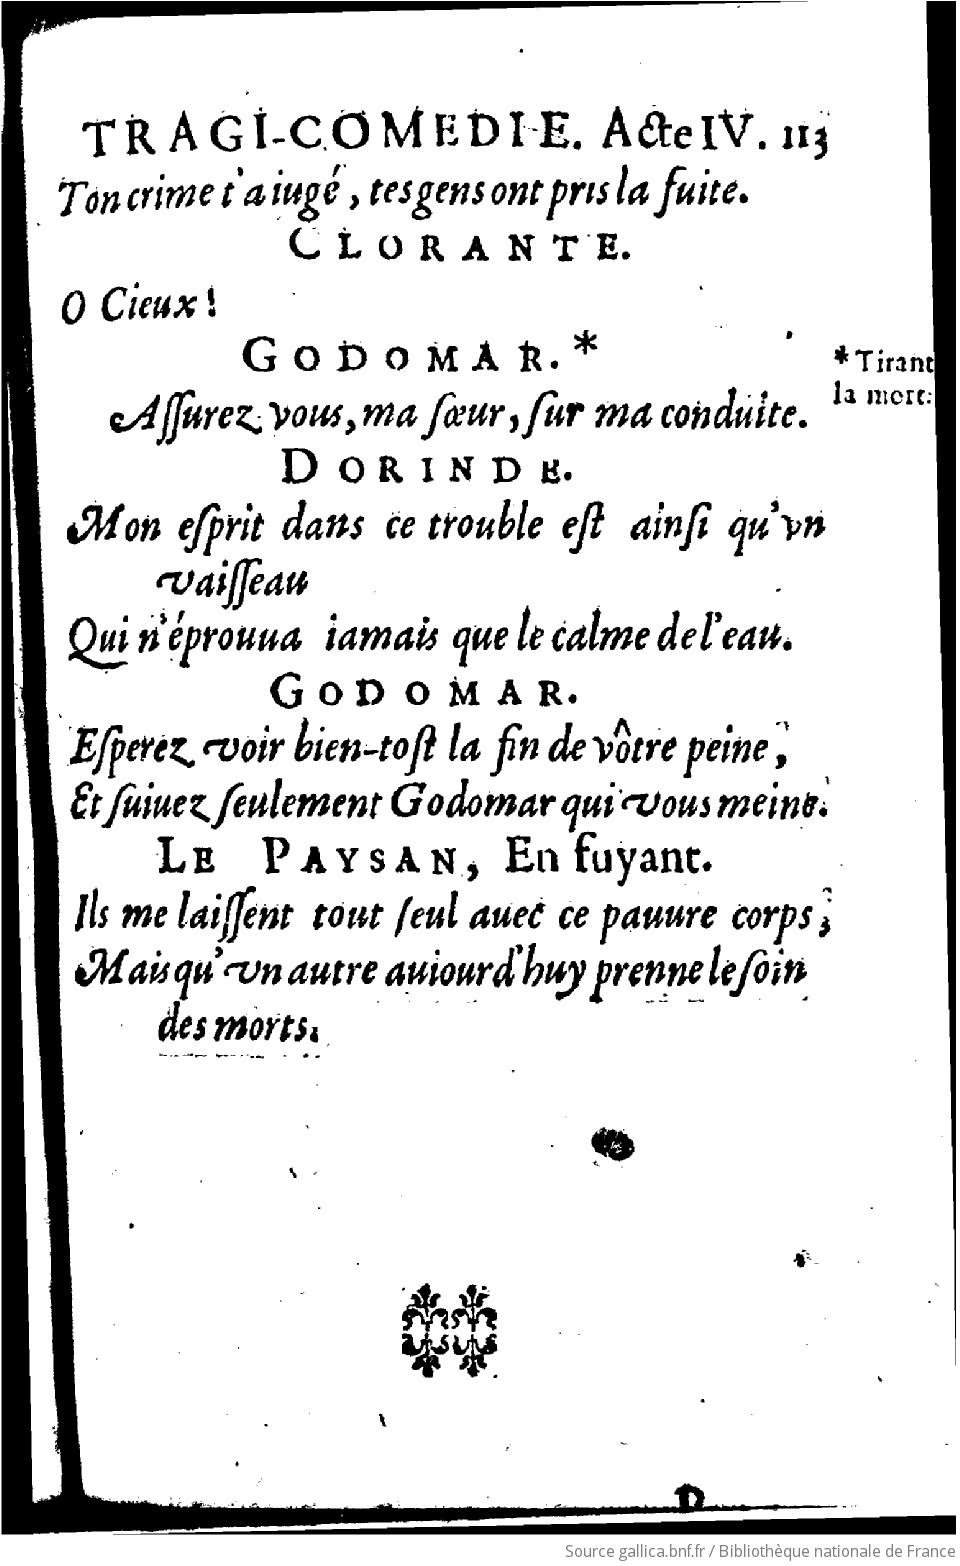 TRAGI-COMEDIE. Acte IV. 113
Ton crime t'a iugé, tes gens ont pris la fuite.
CLORANTE.
O Cieux!
GODOMAR.*
*Tirant
la mort.
Aſſurez vous, ma ſœur, ſur ma conduite.
DORINDE.
Mon eſprit dans ce trouble eſt ainſi qu'vn
vaiſſeau
Qui n'éprouua iamais que le calme de l'eau.
GODOMAR.
Eſperez voir bien-toſt la fin de vôtre peine,
Et ſuiuez ſeulement Godomar qui vous meine.
LE PAYSAN, En fuyant.
Ils me laiſſent tout ſeul auec ce pauure corps;
Mais qu'vn autre auiourd'huy prenne le ſoin
des morts.
D
Source gallica.bnf.fr / Bibliothèque nationale de France